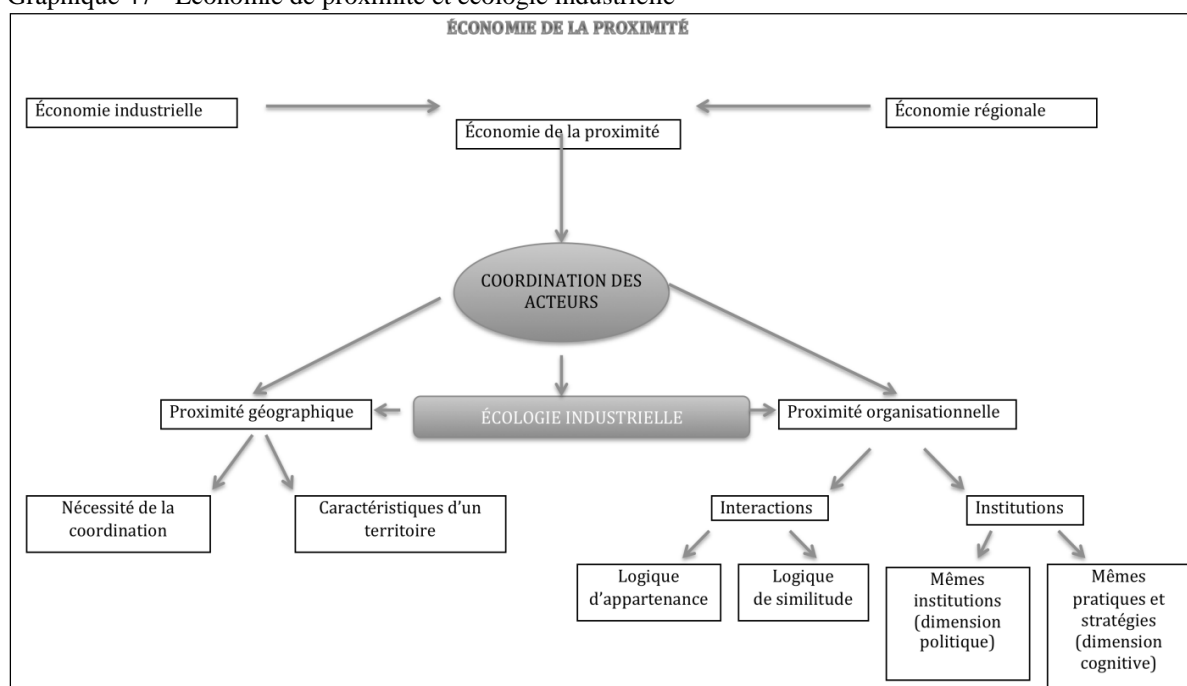 Graphique 47 - Économie de proximité et écologie industrielle
ÉCONOMIE DE LA PROXIMITÉ
Économie industrielle
Économie régionale
Économie de la proximité
COORDINATION DES
ACTEURS
Proximité géographique
ÉCOLOGIE INDUSTRIELLE
Proximité organisationnelle
Nécessité de la
coordination
Caractéristiques d'un
territoire
Interactions
Institutions
Logique
d'appartenance
Logique
de similitude
Mêmes
institutions
(dimension
politique)
Mêmes
pratiques et
stratégies
(dimension
cognitive)